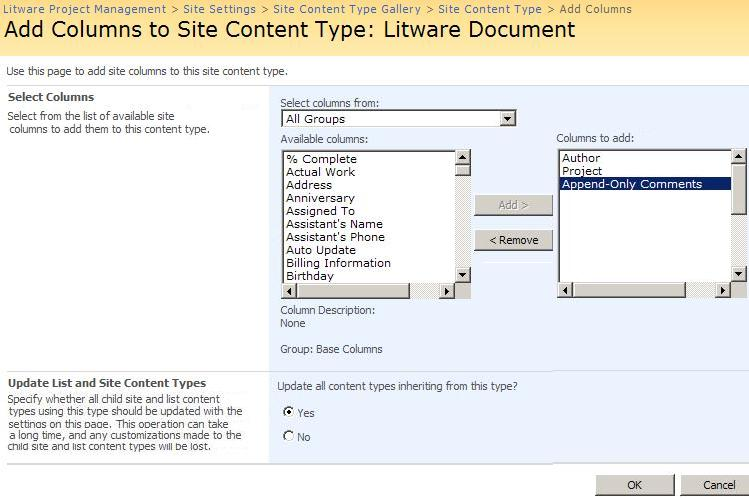 Litware Project Management > Site Settings > Site Content Type Gallery > Site Content Type > Add Columns
Add Columns to Site Content Type: Litware Document
Use this page to add site columns to this site content type.
Select Columns
Select from the list of available site
columns to add them to this content type.
Select columns from:
All Groups
Available columns:
% Complete
Actual Work
Address
Anniversary
Assigned To
Assistant's Name
Assistant's Phone
Auto Update
Billing Information
Birthday
Add >
< Remove
Columns to add:
Author
Project
Append-Only Comments
Column Description:
None
Group: Base Columns
Update List and Site Content Types
Specify whether all child site and list content
types using this type should be updated with the
settings on this page. This operation can take
a long time, and any customizations made to the
child site and list content types will be lost.
Update all content types inheriting from this type?
Yes
No
OK
Cancel